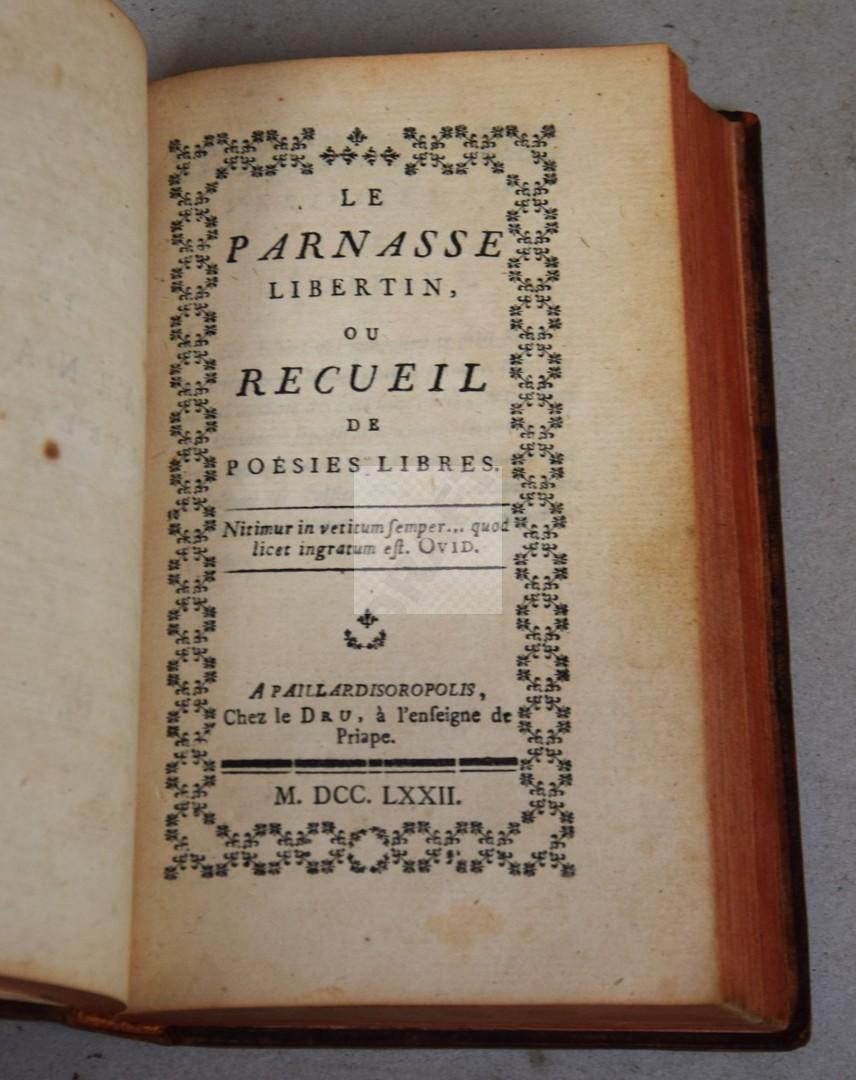 LE
PARNASSE
LIBERTIN,
OU
RECUEIL
DE
POÉSIES LIBRES.
Nitimur in vetitum ſemper... quod
licet ingratum eſt. OVID.
A PAILLARDISOROPOLIS,
Chez le DRU, à l'enſeigne de
Priape.
M. DCC. LXXII.